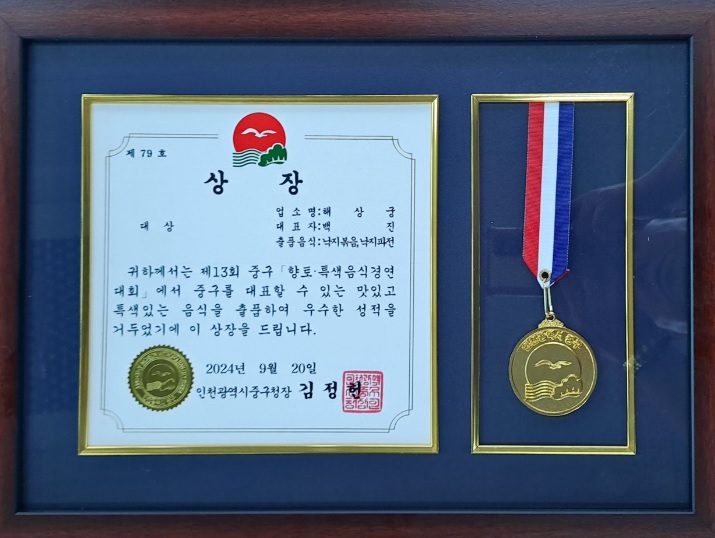 제 79 호
상 장
업 소 명:해 상 궁
대 상
대 표 자:백 진
출품음식:낙지볶음,낙지파전
귀하께서는 제13회 중구「향토·특색음식경연
대회」에서 중구를 대표할 수 있는 맛있고
특색있는 음식을 출품하여 우수한 성적을
거두었기에 이 상장을 드립니다.
2024년 9월 20일
인천광역시중구청장 김 정 헌